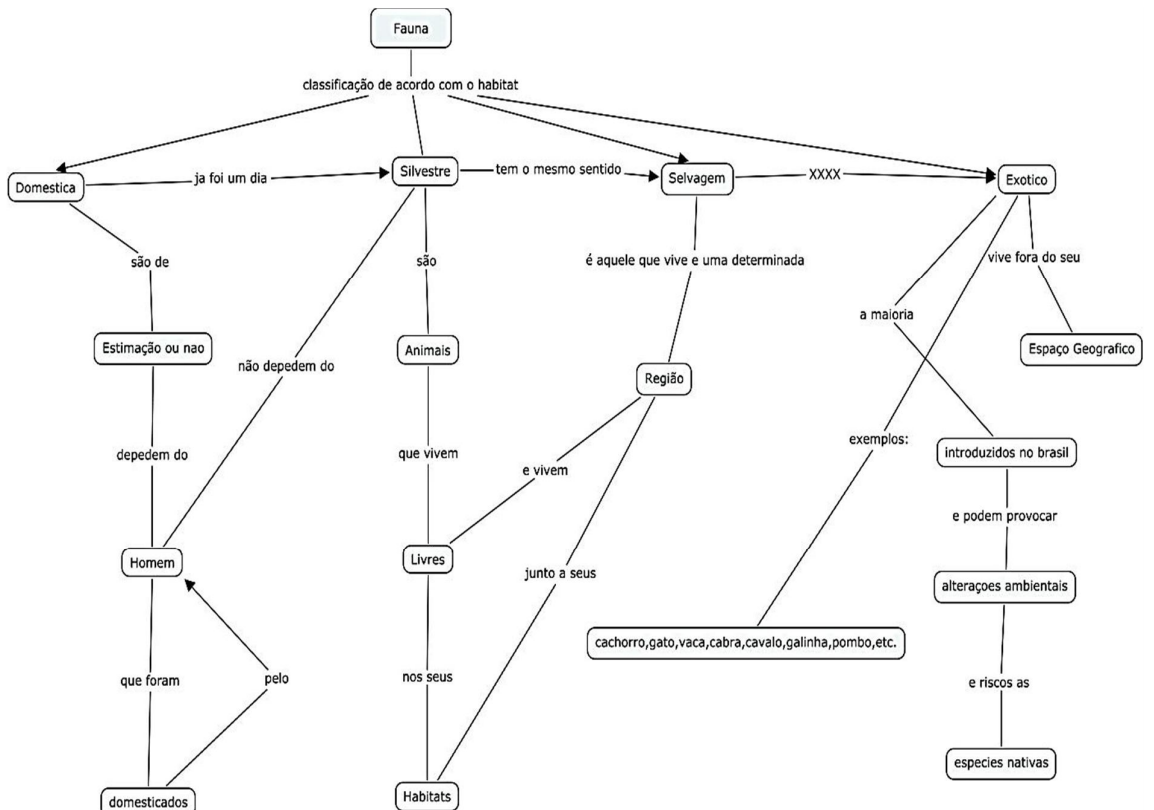 Fauna
classificação de acordo com o habitat
Domestica
ja foi um dia
Silvestre
tem o mesmo sentido
Selvagem
XXXX
Exotico
são de
são
é aquele que vive e uma determinada
vive fora do seu
a maioria
Estimação ou nao
Animais
Espaço Geografico
não depedem do
Região
depedem do
que vivem
e vivem
exemplos:
introduzidos no brasil
e podem provocar
Homem
Livres
junto a seus
alteraçoes ambientais
cachorro,gato,vaca,cabra,cavalo,galinha,pombo,etc.
que foram
pelo
nos seus
e riscos as
especies nativas
domesticados
Habitats